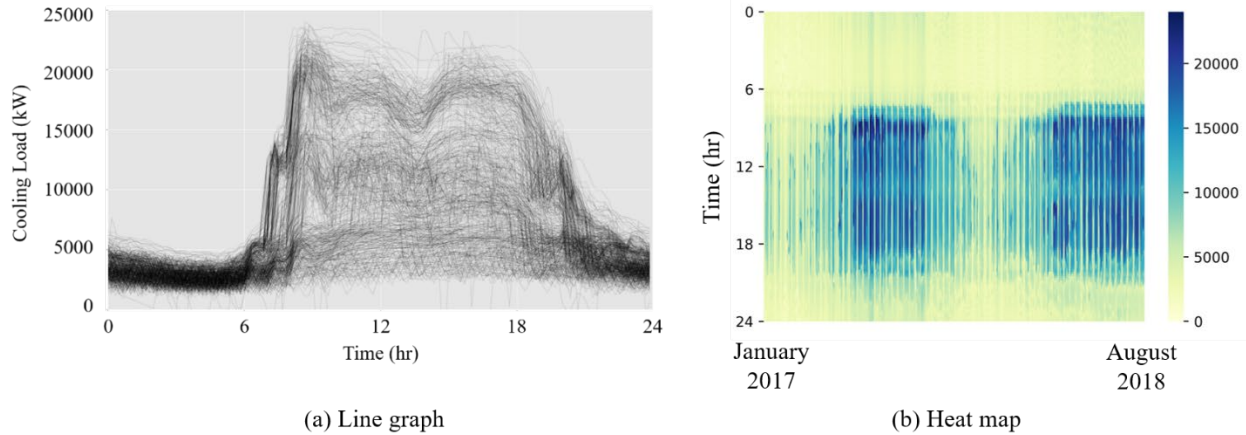 25000
20000
15000
10000
5000
0
Cooling Load (kW)
0 6 12 18 24
Time (hr)
(a) Line graph
0
6
12
18
24
Time (hr)
January
2017
August
2018
20000
15000
10000
5000
0
(b) Heat map